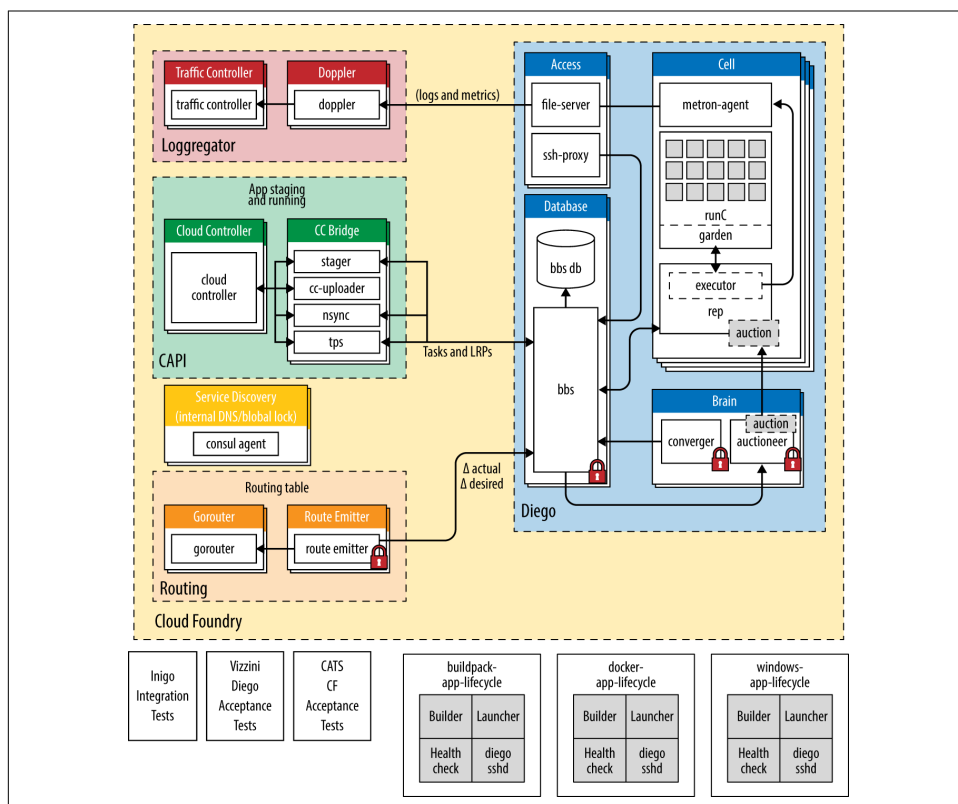 Traffic Controller
traffic controller
Doppler
doppler
Loggregator
(logs and metrics)
App staging
and running
Cloud Controller
cloud
controller
CC Bridge
stager
cc-uploader
nsync
tps
CAPI
Tasks and LRPs
Service Discovery
(internal DNS/blobal lock)
consul agent
Routing table
Gorouter
gorouter
Route Emitter
route emitter
Routing
Δ actual
Δ desired
Cloud Foundry
Access
file-server
ssh-proxy
Database
bbs db
bbs
Diego
Cell
metron-agent
runC
garden
executor
rep
auction
Brain
converger
auction
auctioneer
Inigo
Integration
Tests
Vizzini
Diego
Acceptance
Tests
CATS
CF
Acceptance
Tests
buildpack-
app-lifecycle
Builder
Launcher
Health
check
diego
sshd
docker-
app-lifecycle
Builder
Launcher
Health
check
diego
sshd
windows-
app-lifecycle
Builder
Launcher
Health
check
diego
sshd